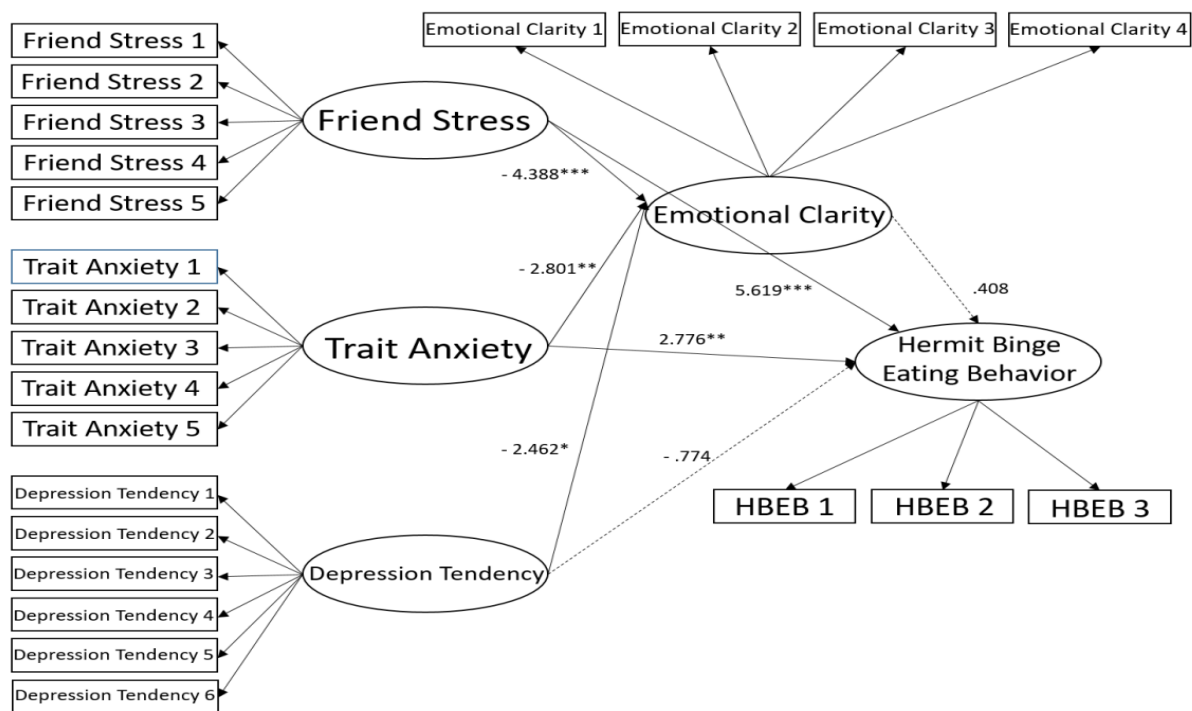 Emotional Clarity 1
Emotional Clarity 2
Emotional Clarity 3
Emotional Clarity 4
Friend Stress 1
Friend Stress 2
Friend Stress 3
Friend Stress 4
Friend Stress 5
Friend Stress
- 4.388***
Emotional Clarity
Trait Anxiety 1
Trait Anxiety 2
Trait Anxiety 3
Trait Anxiety 4
Trait Anxiety 5
Trait Anxiety
- 2.801**
5.619***
.408
2.776**
Hermit Binge
Eating Behavior
- 2.462*
- .774
HBEB 1
HBEB 2
HBEB 3
Depression Tendency 1
Depression Tendency 2
Depression Tendency 3
Depression Tendency 4
Depression Tendency 5
Depression Tendency 6
Depression Tendency